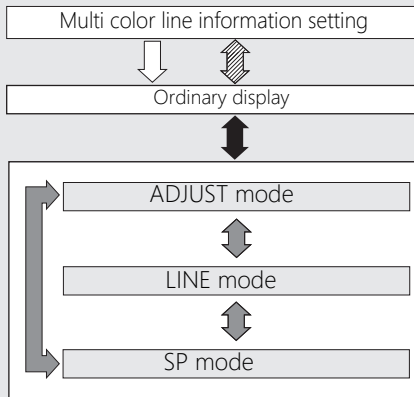 Multi color line information setting
Ordinary display
ADJUST mode
LINE mode
SP mode